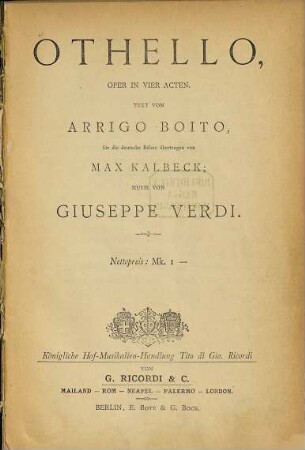 OTHELLO,
OPER IN VIER ACTEN.
TEXT VON
ARRIGO BOITO,
für die deutsche Bühne übertragen von
MAX KALBECK;
MUSIK VON
GIUSEPPE VERDI.
Nettopreis: Mk. 1 —
Königliche Hof-Musikalien-Handlung Tito di Gio. Ricordi
VON
G. RICORDI & C.
MAILAND — ROM — NEAPEL — PALERMO — LONDON.
BERLIN, E. BOTE & G. BOCK.